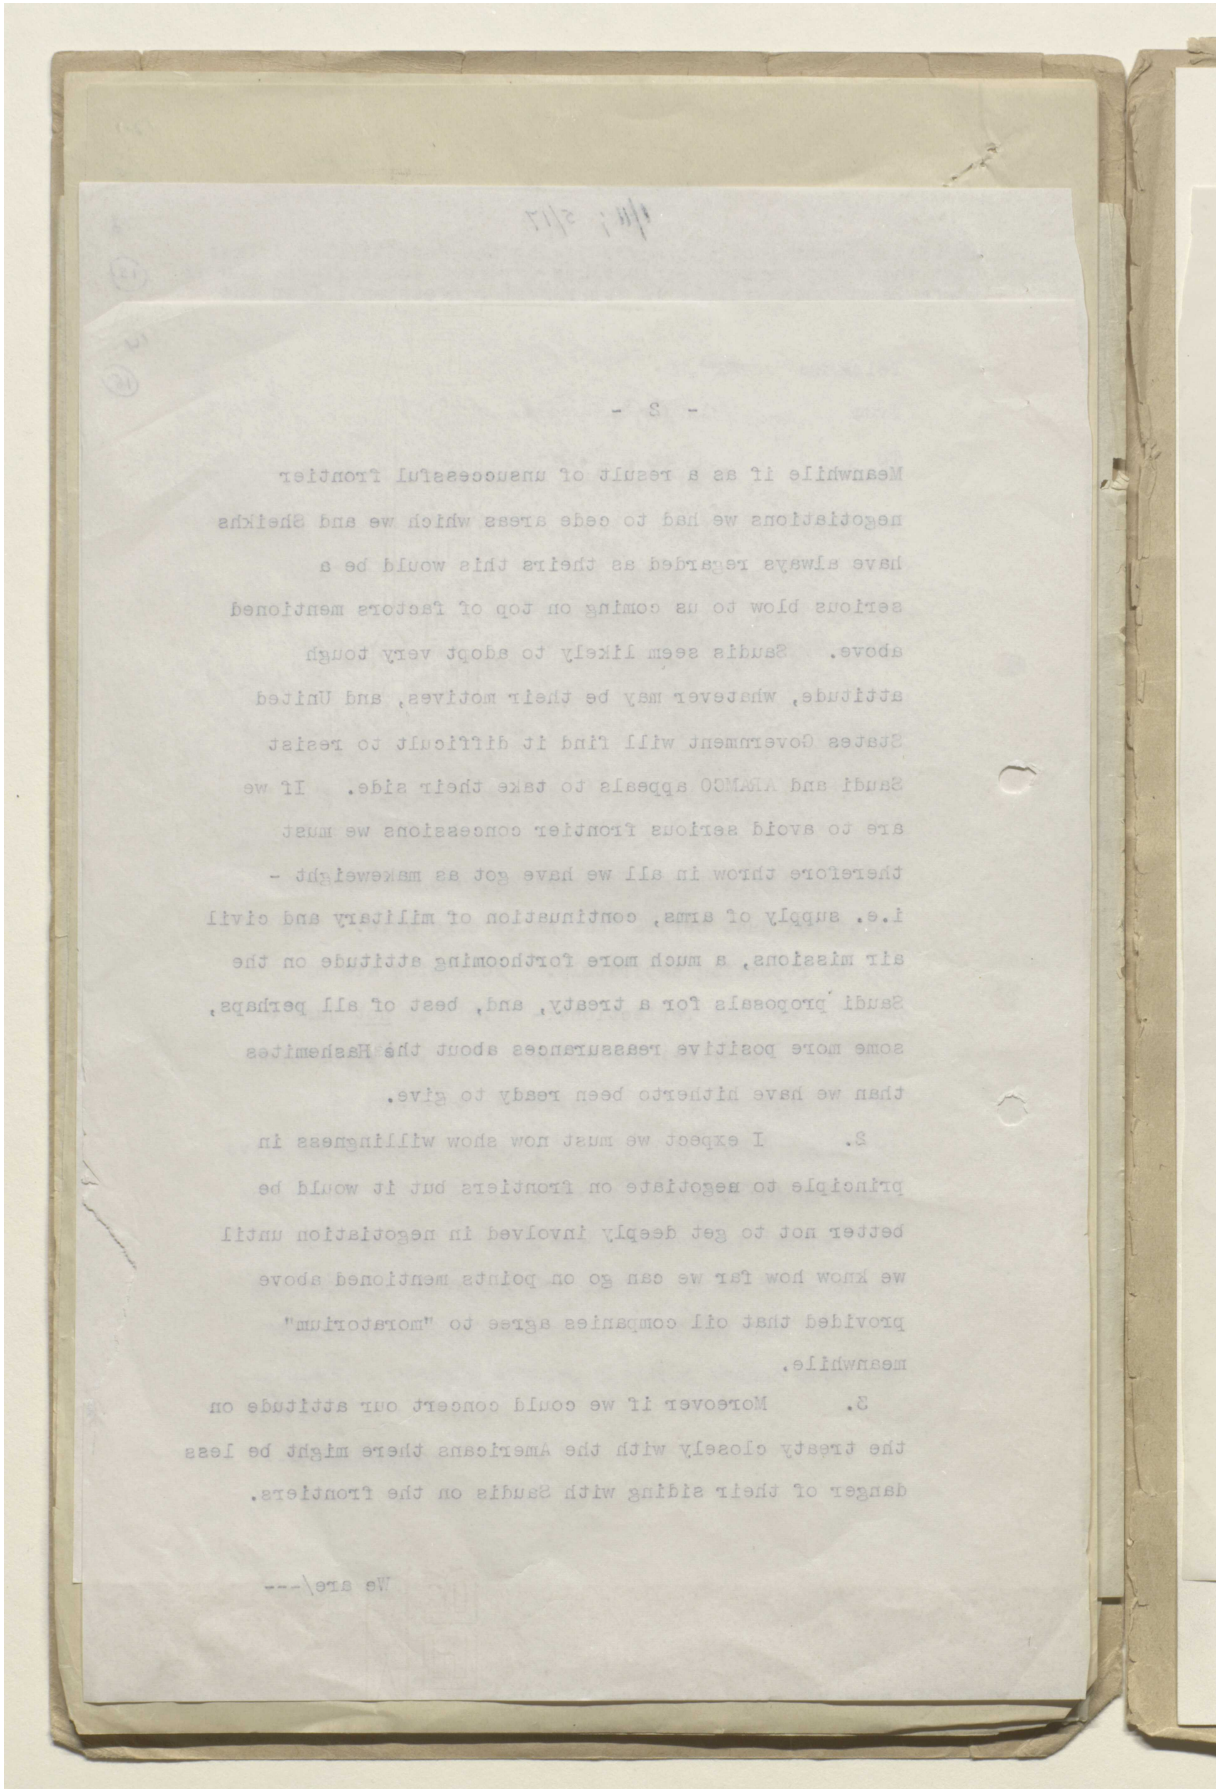 - 2 -
Meanwhile if as a result of unsuccessful frontier
negotiations we had to cede areas which we and Sheikhs
have always regarded as theirs this would be a
serious blow to us coming on top of factors mentioned
above. Saudis seem likely to adopt very tough
attitude, whatever may be their motives, and United
States Government will find it difficult to resist
Saudi and ARAMCO appeals to take their side. If we
are to avoid serious frontier concessions we must
therefore throw in all we have got as makeweight -
i.e. supply of arms, continuation of military and civil
air missions, a much more forthcoming attitude on the
Saudi proposals for a treaty, and, best of all perhaps,
some more positive reassurances about the Hashemites
than we have hitherto been ready to give.
2. I expect we must now show willingness in
principle to negotiate on frontiers but it would be
better not to get deeply involved in negotiation until
we know how far we can go on points mentioned above
provided that oil companies agree to "moratorium"
meanwhile.
3. Moreover if we could concert our attitude on
the treaty closely with the Americans there might be less
danger of their siding with Saudis on the frontiers.
We are/---